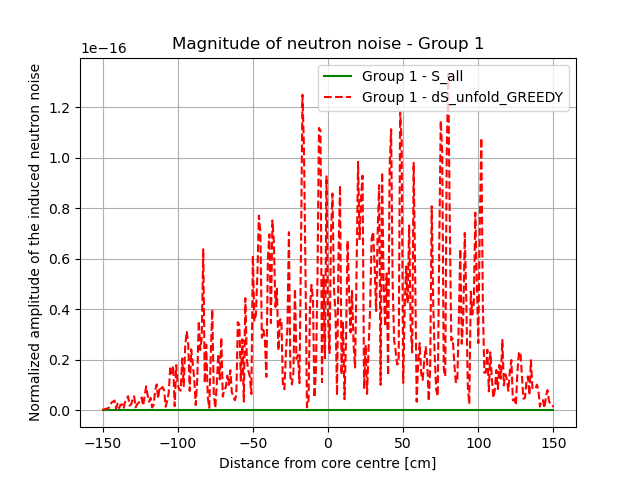 Magnitude of neutron noise - Group 1
1e−16
Group 1 - S_all
Group 1 - dS_unfold_GREEDY
Normalized amplitude of the induced neutron noise
1.2
1.0
0.8
0.6
0.4
0.2
0.0
−150 −100 −50 0 50 100 150
Distance from core centre [cm]